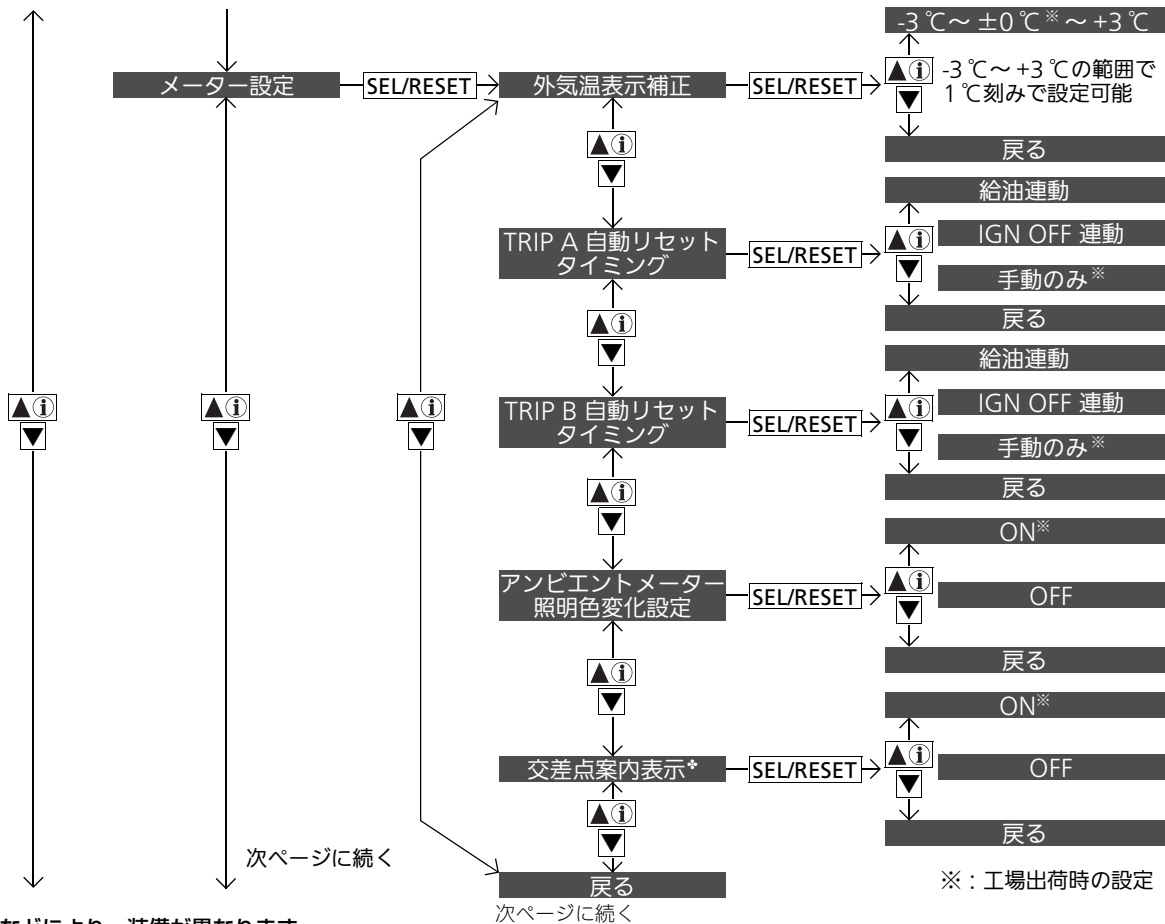 -3 ℃～ ±0 ℃※～ +3 ℃
メーター設定
SEL/RESET
外気温表示補正
SEL/RESET
▲ⓘ
▼
-3 ℃～ +3 ℃の範囲で
1 ℃刻みで設定可能
戻る
▲ⓘ
▼
給油連動
TRIP A 自動リセット
タイミング
SEL/RESET
▲ⓘ
▼
IGN OFF 連動
手動のみ※
戻る
▲ⓘ
▼
給油連動
▲ⓘ
▼
▲ⓘ
▼
▲ⓘ
▼
TRIP B 自動リセット
タイミング
SEL/RESET
▲ⓘ
▼
IGN OFF 連動
手動のみ※
戻る
▲ⓘ
▼
ON※
アンビエントメーター
照明色変化設定
SEL/RESET
▲ⓘ
▼
OFF
戻る
▲ⓘ
▼
ON※
交差点案内表示✤
SEL/RESET
▲ⓘ
▼
OFF
戻る
▲ⓘ
▼
次ページに続く
戻る
※：工場出荷時の設定
次ページに続く